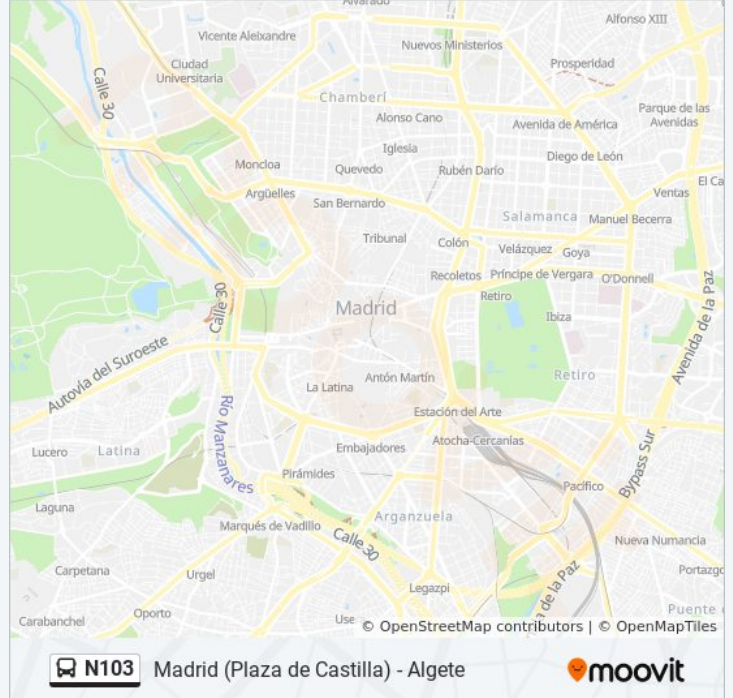 Alvarado
Alfonso XIII
Vicente Aleixandre
Nuevos Ministerios
Ciudad
Universitaria
Prosperidad
Calle 30
Chamberí
Parque de las
Avenidas
Alonso Cano
Avenida de América
Iglesia
Diego de León
Moncloa
Quevedo
Rubén Darío
El Ca
Argüelles
Ventas
San Bernardo
Salamanca
Manuel Becerra
Tribunal
Colón
Velázquez
Goya
Recoletos
Príncipe de Vergara
O'Donnell
Calle 30
Retiro
Madrid
Ibiza
Avenida de la Paz
Autovía del Suroeste
Retiro
Antón Martín
La Latina
Estación del Arte
Río Manzanares
Atocha-Cercanías
Embajadores
Lucero
Latina
Bypass Sur
Pirámides
Pacífico
Laguna
Arganzuela
Marqués de Vadillo
Calle 30
Nueva Numancia
Carpetana
Urgel
Portazgo
Legazpi
a de la Paz
Oporto
Puente
Carabanchel
Use
© OpenStreetMap contributors | © OpenMapTiles
N103 Madrid (Plaza de Castilla) - Algete
moovit